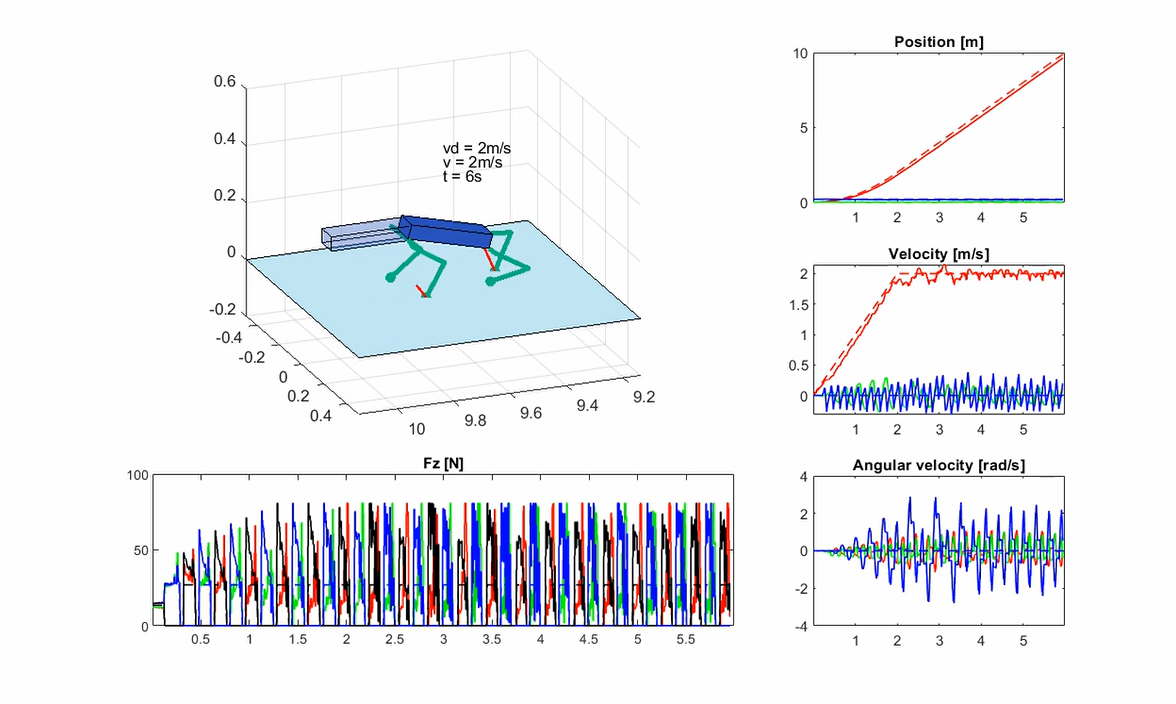 0.6
0.4
0.2
0
-0.2
-0.4
-0.2
0
0.2
0.4
10
9.8
9.6
9.4
9.2
vd = 2m/s
v = 2m/s
t = 6s
Position [m]
10
5
0
1 2 3 4 5
Velocity [m/s]
2
1.5
1
0.5
0
1 2 3 4 5
Fz [N]
100
50
0
0.5 1 1.5 2 2.5 3 3.5 4 4.5 5 5.5
Angular velocity [rad/s]
4
2
0
-2
-4
1 2 3 4 5